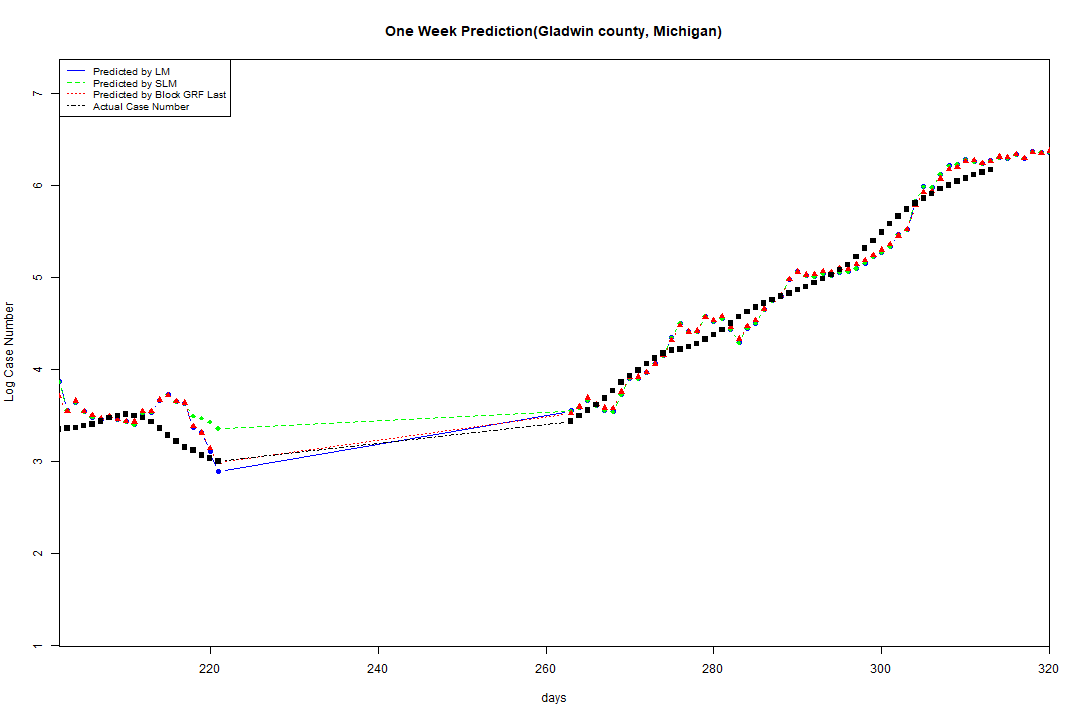 One Week Prediction(Gladwin county, Michigan)
Predicted by LM
Predicted by SLM
Predicted by Block GRF Last
Actual Case Number
7
6
5
4
3
2
1
Log Case Number
220 240 260 280 300 320
days